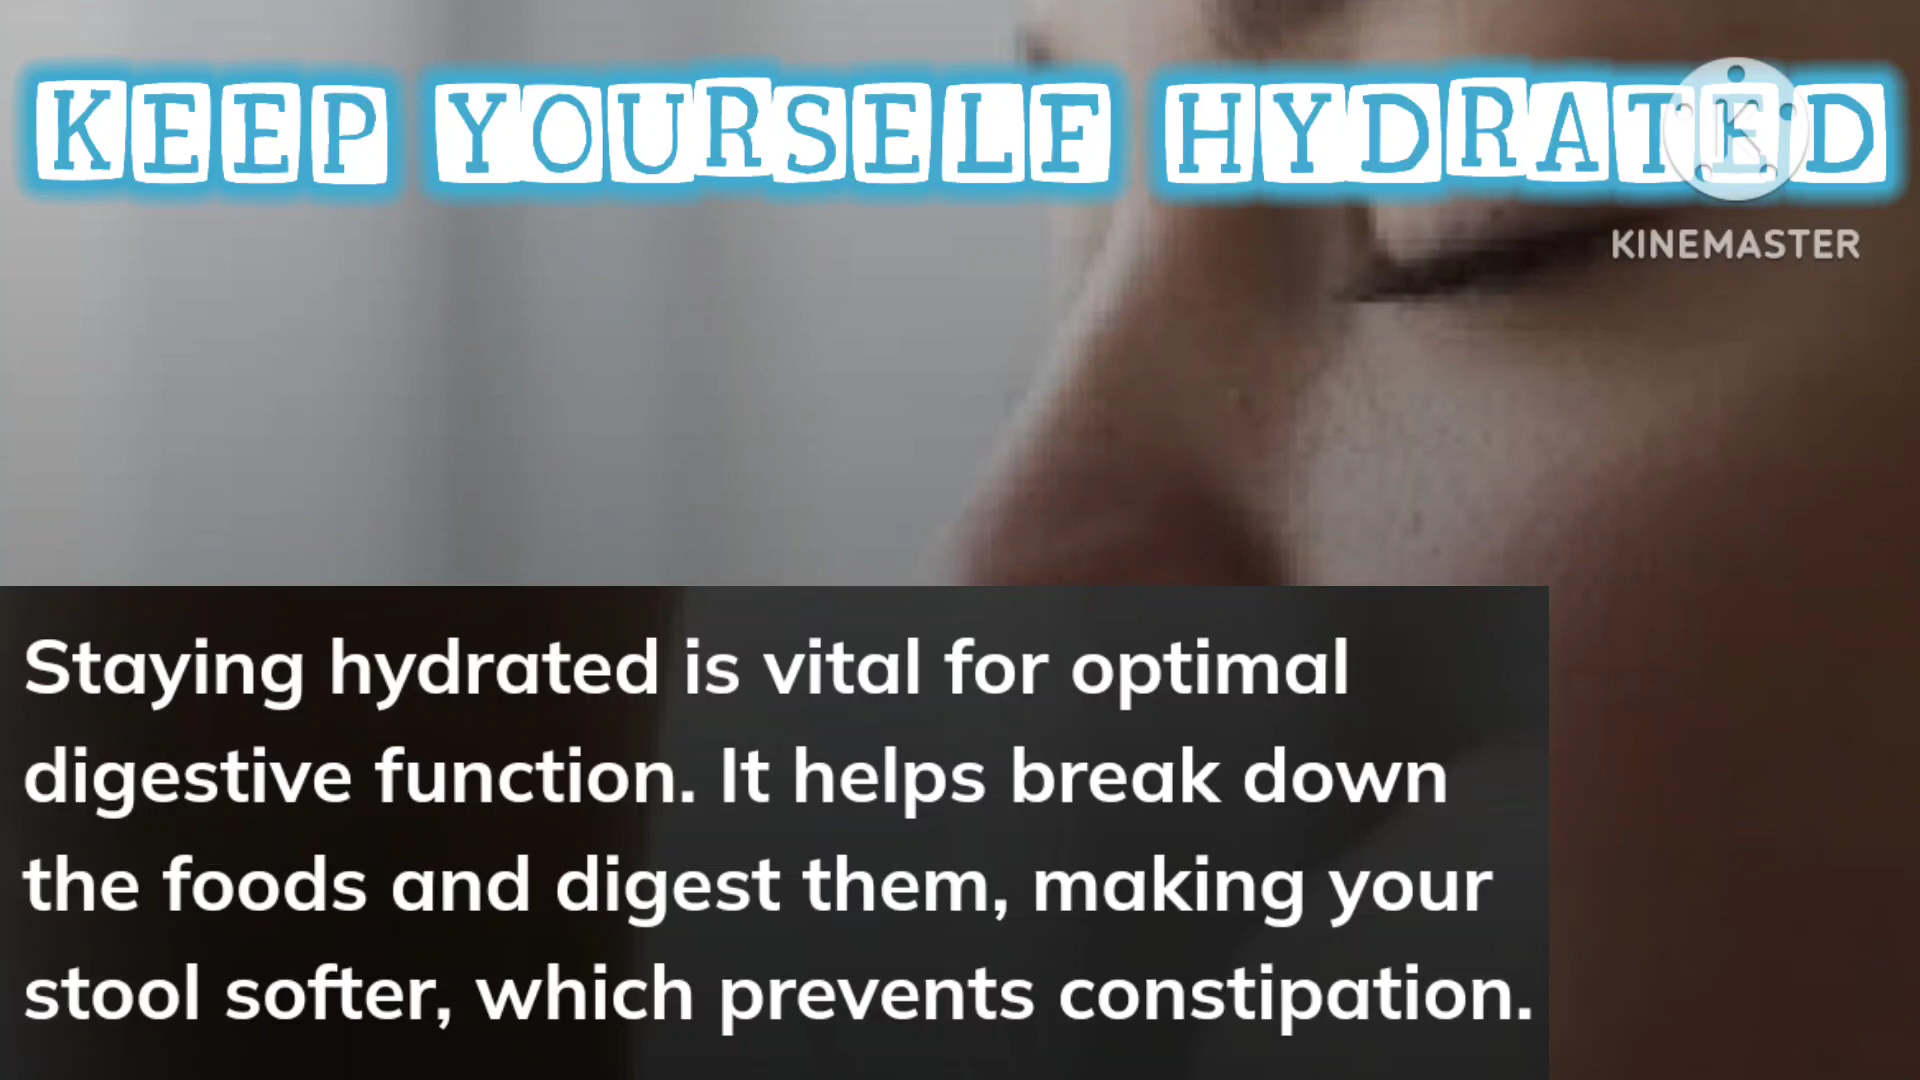 KEEP YOURSELF HYDRATED
KINEMASTER
Staying hydrated is vital for optimal
digestive function. It helps break down
the foods and digest them, making your
stool softer, which prevents constipation.